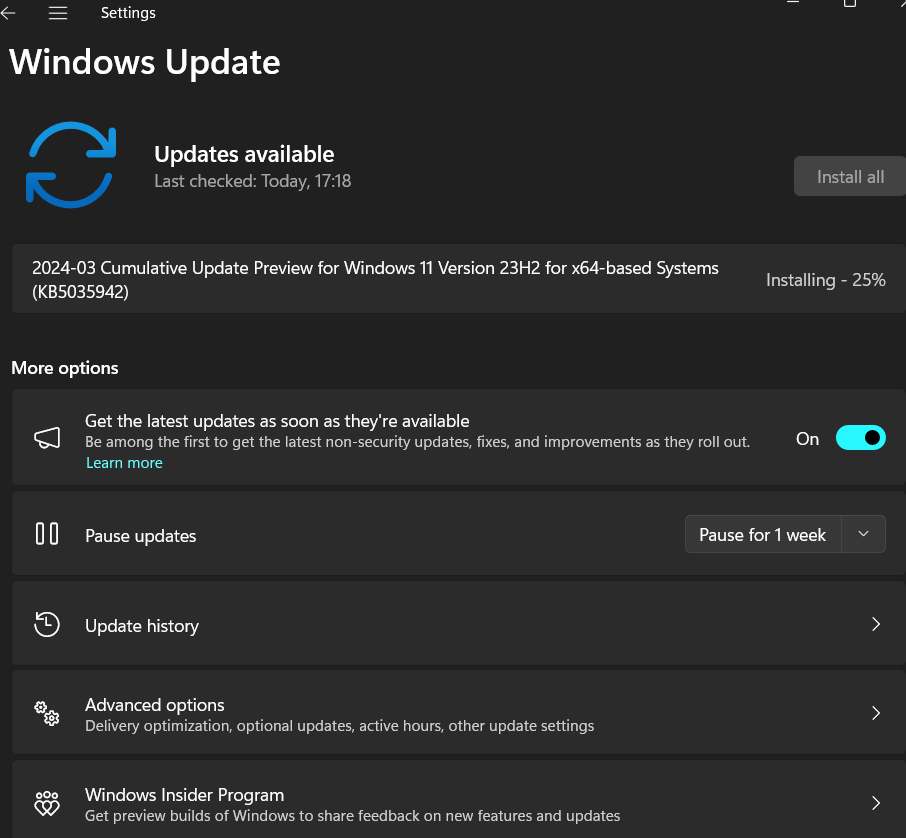 Settings
Windows Update
Updates available
Last checked: Today, 17:18
Install all
2024-03 Cumulative Update Preview for Windows 11 Version 23H2 for x64-based Systems
(KB5035942)
Installing - 25%
More options
Get the latest updates as soon as they're available
Be among the first to get the latest non-security updates, fixes, and improvements as they roll out.
Learn more
On
Pause updates
Pause for 1 week
Update history
Advanced options
Delivery optimization, optional updates, active hours, other update settings
Windows Insider Program
Get preview builds of Windows to share feedback on new features and updates